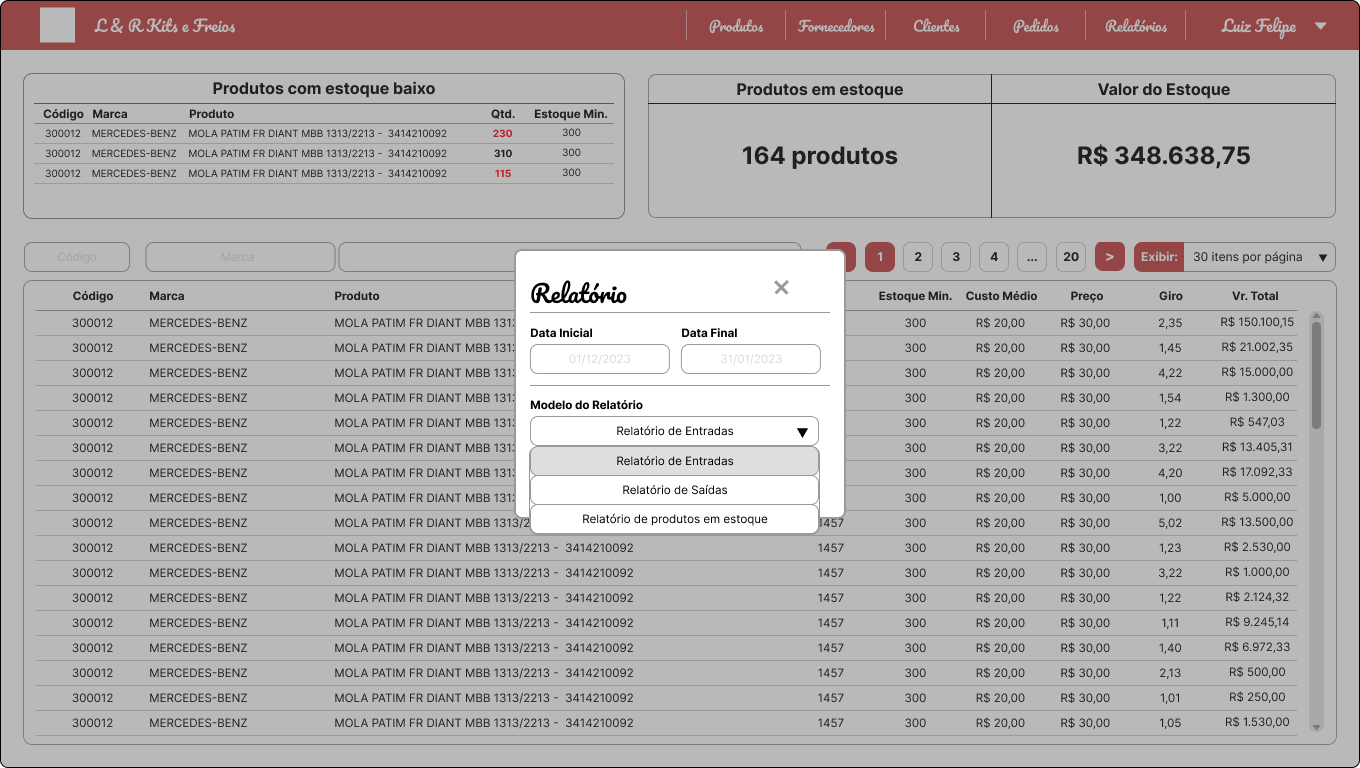 L & R Kits e Freios Produtos Fornecedores Clientes Pedidos Relatórios Luiz Felipe
Produtos com estoque baixo
Código Marca Produto Qtd. Estoque Min.
300012 MERCEDES-BENZ MOLA PATIM FR DIANT MBB 1313/2213 - 3414210092 230 300
300012 MERCEDES-BENZ MOLA PATIM FR DIANT MBB 1313/2213 - 3414210092 310 300
300012 MERCEDES-BENZ MOLA PATIM FR DIANT MBB 1313/2213 - 3414210092 115 300
Produtos em estoque Valor do Estoque
164 produtos R$ 348.638,75
Código Marca 1 2 3 4 ... 20 > Exibir: 30 itens por página
Relatório
Data Inicial Data Final
01/12/2023 31/01/2023
Modelo do Relatório
Relatório de Entradas
Relatório de Entradas
Relatório de Saídas
Relatório de produtos em estoque
Código Marca Produto Estoque Min. Custo Médio Preço Giro Vr. Total
300012 MERCEDES-BENZ MOLA PATIM FR DIANT MBB 300 R$ 20,00 R$ 30,00 2,35 R$ 150.100,15
300012 MERCEDES-BENZ MOLA PATIM FR DIANT MBB 300 R$ 20,00 R$ 30,00 1,45 R$ 21.002,35
300012 MERCEDES-BENZ MOLA PATIM FR DIANT MBB 300 R$ 20,00 R$ 30,00 4,22 R$ 15.000,00
300012 MERCEDES-BENZ MOLA PATIM FR DIANT MBB 300 R$ 20,00 R$ 30,00 1,54 R$ 1.300,00
300012 MERCEDES-BENZ MOLA PATIM FR DIANT MBB 300 R$ 20,00 R$ 30,00 1,22 R$ 547,03
300012 MERCEDES-BENZ MOLA PATIM FR DIANT MBB 300 R$ 20,00 R$ 30,00 3,22 R$ 13.405,31
300012 MERCEDES-BENZ MOLA PATIM FR DIANT MBB 300 R$ 20,00 R$ 30,00 4,20 R$ 17.092,33
300012 MERCEDES-BENZ MOLA PATIM FR DIANT MBB 300 R$ 20,00 R$ 30,00 1,00 R$ 5.000,00
300012 MERCEDES-BENZ MOLA PATIM FR DIANT MBB 1457 300 R$ 20,00 R$ 30,00 5,02 R$ 13.500,00
300012 MERCEDES-BENZ MOLA PATIM FR DIANT MBB 1313/2213 - 3414210092 1457 300 R$ 20,00 R$ 30,00 1,23 R$ 2.530,00
300012 MERCEDES-BENZ MOLA PATIM FR DIANT MBB 1313/2213 - 3414210092 1457 300 R$ 20,00 R$ 30,00 3,22 R$ 1.000,00
300012 MERCEDES-BENZ MOLA PATIM FR DIANT MBB 1313/2213 - 3414210092 1457 300 R$ 20,00 R$ 30,00 1,22 R$ 2.124,32
300012 MERCEDES-BENZ MOLA PATIM FR DIANT MBB 1313/2213 - 3414210092 1457 300 R$ 20,00 R$ 30,00 1,11 R$ 9.245,14
300012 MERCEDES-BENZ MOLA PATIM FR DIANT MBB 1313/2213 - 3414210092 1457 300 R$ 20,00 R$ 30,00 1,40 R$ 6.972,33
300012 MERCEDES-BENZ MOLA PATIM FR DIANT MBB 1313/2213 - 3414210092 1457 300 R$ 20,00 R$ 30,00 2,13 R$ 500,00
300012 MERCEDES-BENZ MOLA PATIM FR DIANT MBB 1313/2213 - 3414210092 1457 300 R$ 20,00 R$ 30,00 1,01 R$ 250,00
300012 MERCEDES-BENZ MOLA PATIM FR DIANT MBB 1313/2213 - 3414210092 1457 300 R$ 20,00 R$ 30,00 1,05 R$ 1.530,00